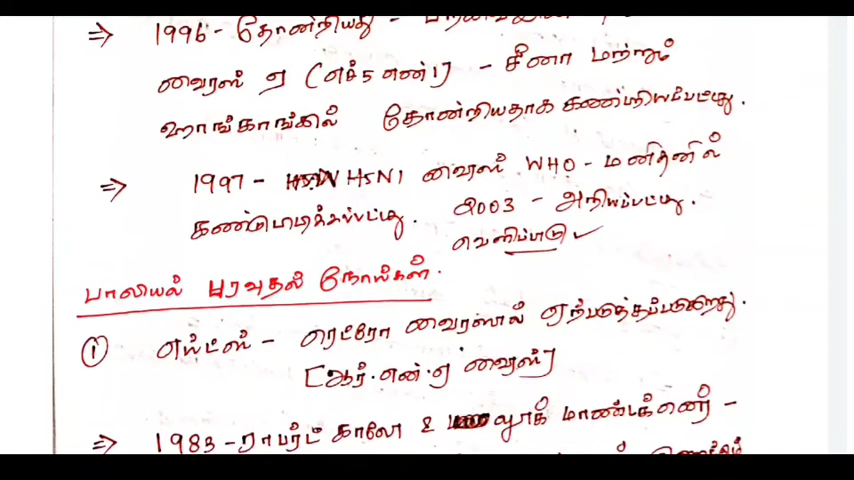 ⇒ 1996 - தோன்றியது -
வைரஸ் ஏ (எச்5 என்1) - சீனா மற்றும்
ஹாங்காங்கில் தோன்றியதாக கண்டறியப்பட்டது.
⇒ 1997 - H5N1 வைரஸ் WHO - மனிதனில்
கண்டுபிடிக்கப்பட்டது. 2003 - அறியப்பட்டது.
வெளிப்பாடு ✓
பாலியல் பரவுதல் நோய்கள்.
① எய்ட்ஸ் - ரெட்ரோ வைரஸால் ஏற்படுத்தப்படுகிறது.
[ஆர்.என்.ஏ வைரஸ்]
⇒ 1983 - ராபர்ட் காலோ & லூக் மாண்டக்னெர் -